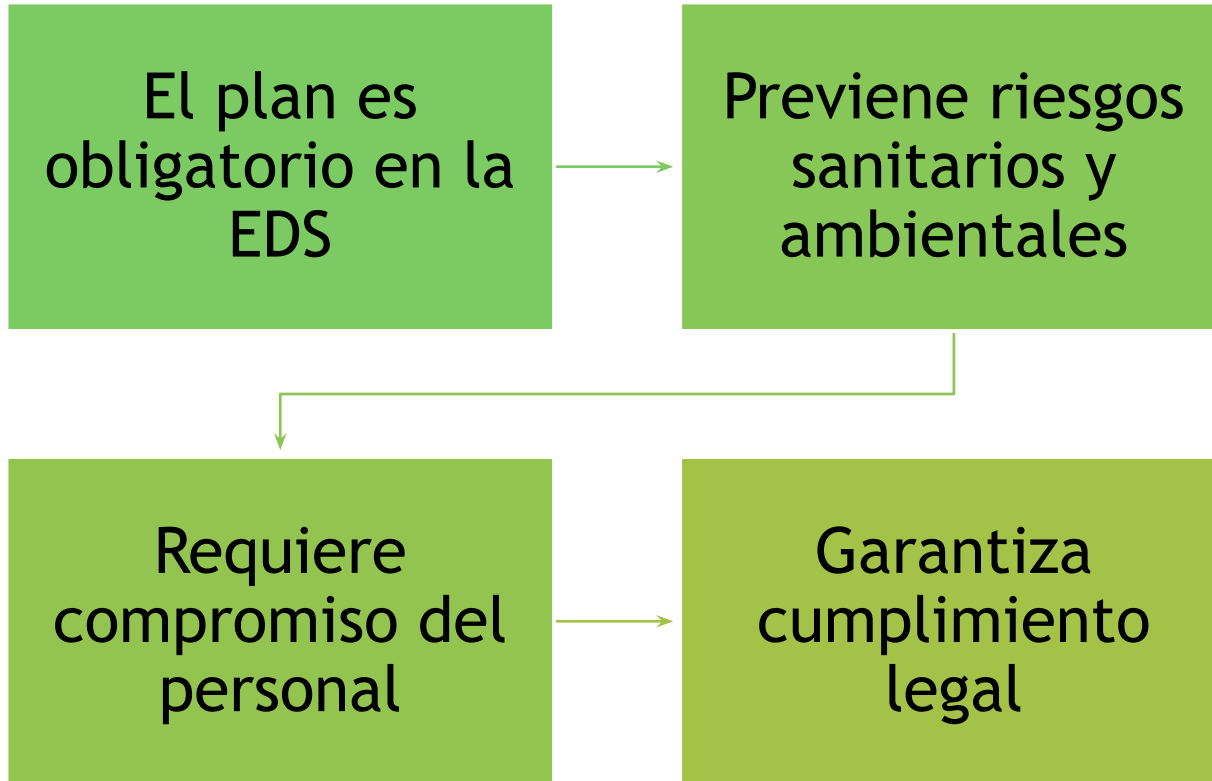 El plan es
obligatorio en la
EDS
Previene riesgos
sanitarios y
ambientales
Requiere
compromiso del
personal
Garantiza
cumplimiento
legal